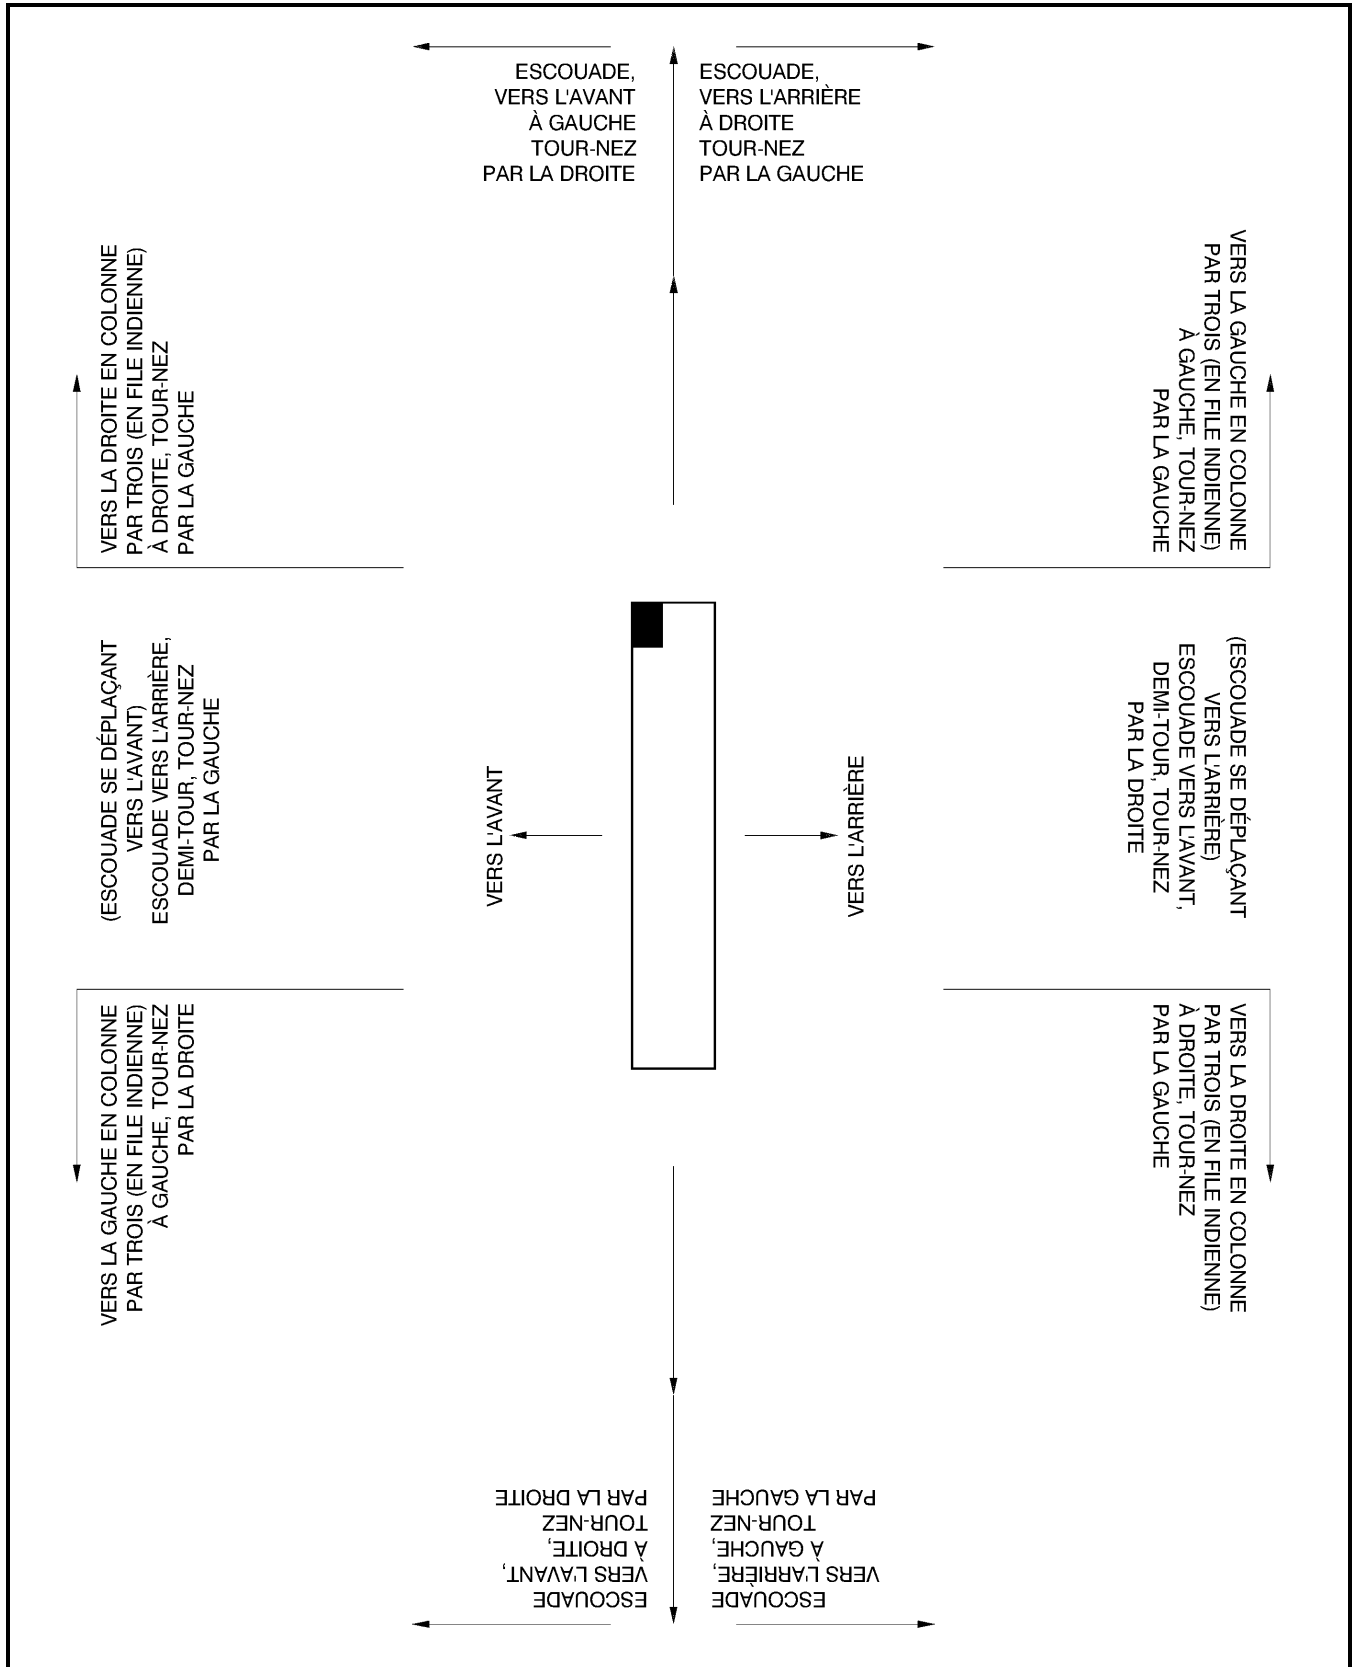 ESCOUADE,
VERS L'AVANT
À GAUCHE
TOUR-NEZ
PAR LA DROITE
ESCOUADE,
VERS L'ARRIÈRE
À DROITE
TOUR-NEZ
PAR LA GAUCHE
VERS LA DROITE EN COLONNE
PAR TROIS (EN FILE INDIENNE)
À DROITE, TOUR-NEZ
PAR LA GAUCHE
VERS LA GAUCHE EN COLONNE
PAR TROIS (EN FILE INDIENNE)
À GAUCHE, TOUR-NEZ
PAR LA GAUCHE
(ESCOUADE SE DÉPLAÇANT
VERS L'AVANT)
ESCOUADE VERS L'ARRIÈRE,
DEMI-TOUR, TOUR-NEZ
PAR LA GAUCHE
VERS L'AVANT
VERS L'ARRIÈRE
(ESCOUADE SE DÉPLAÇANT
VERS L'ARRIÈRE)
ESCOUADE VERS L'AVANT,
DEMI-TOUR, TOUR-NEZ
PAR LA DROITE
VERS LA GAUCHE EN COLONNE
PAR TROIS (EN FILE INDIENNE)
À GAUCHE, TOUR-NEZ
PAR LA DROITE
VERS LA DROITE EN COLONNE
PAR TROIS (EN FILE INDIENNE)
À DROITE, TOUR-NEZ
PAR LA GAUCHE
ESCOUADE
VERS L'AVANT,
À DROITE,
TOUR-NEZ
PAR LA DROITE
ESCOUADE
VERS L'ARRIÈRE,
À GAUCHE,
TOUR-NEZ
PAR LA GAUCHE